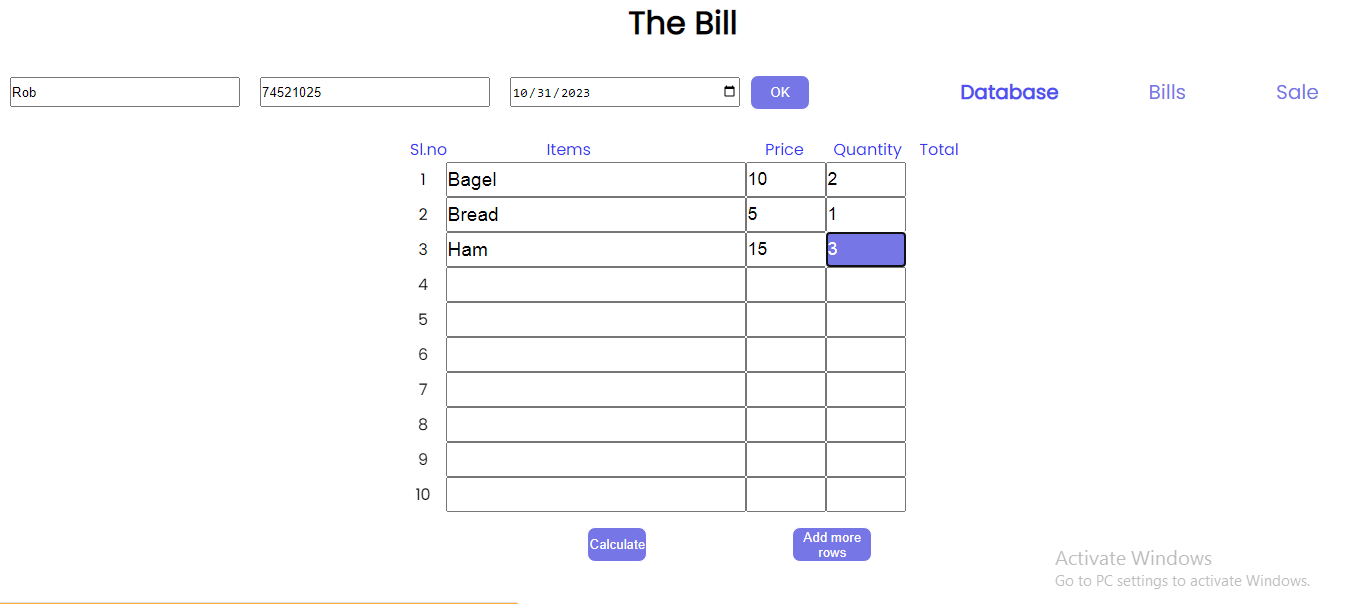 The Bill
Rob 74521025 10/31/2023 OK Database Bills Sale
Sl.no Items Price Quantity Total
1 Bagel 10 2
2 Bread 5 1
3 Ham 15 3
4
5
6
7
8
9
10
Calculate Add more rows
Activate Windows
Go to PC settings to activate Windows.